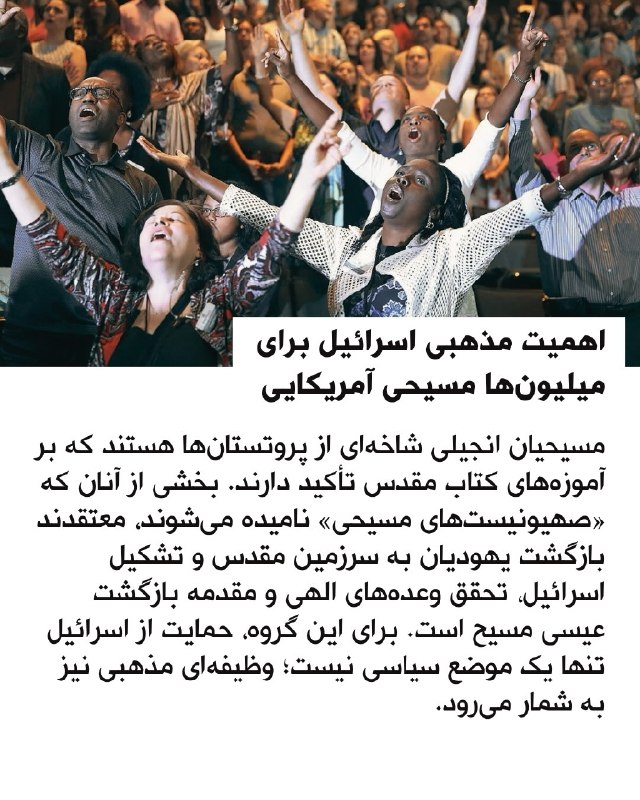 اهمیت مذهبی اسرائیل برای
میلیون‌ها مسیحی آمریکایی
مسیحیان انجیلی شاخه‌ای از پروتستان‌ها هستند که بر
آموزه‌های کتاب مقدس تأکید دارند. بخشی از آنان که
«صهیونیست‌های مسیحی» نامیده می‌شوند، معتقدند
بازگشت یهودیان به سرزمین مقدس و تشکیل
اسرائیل، تحقق وعده‌های الهی و مقدمه بازگشت
عیسی مسیح است. برای این گروه، حمایت از اسرائیل
تنها یک موضع سیاسی نیست؛ وظیفه‌ای مذهبی نیز
به شمار می‌رود.